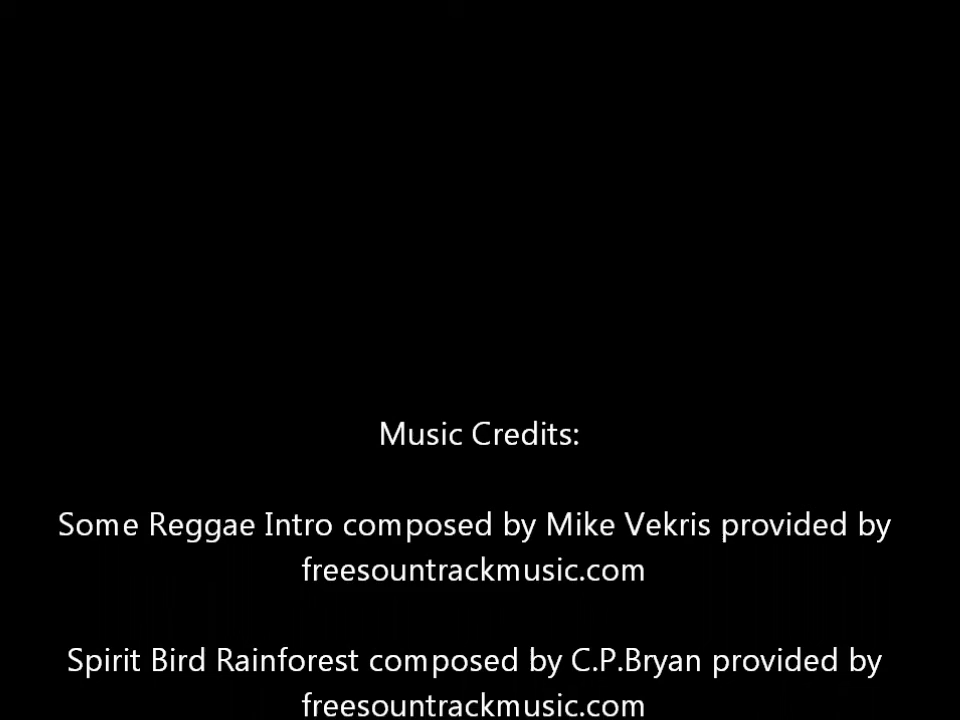 Music Credits:
Some Reggae Intro composed by Mike Vekris provided by
freesountrackmusic.com
Spirit Bird Rainforest composed by C.P.Bryan provided by
freesountrackmusic.com